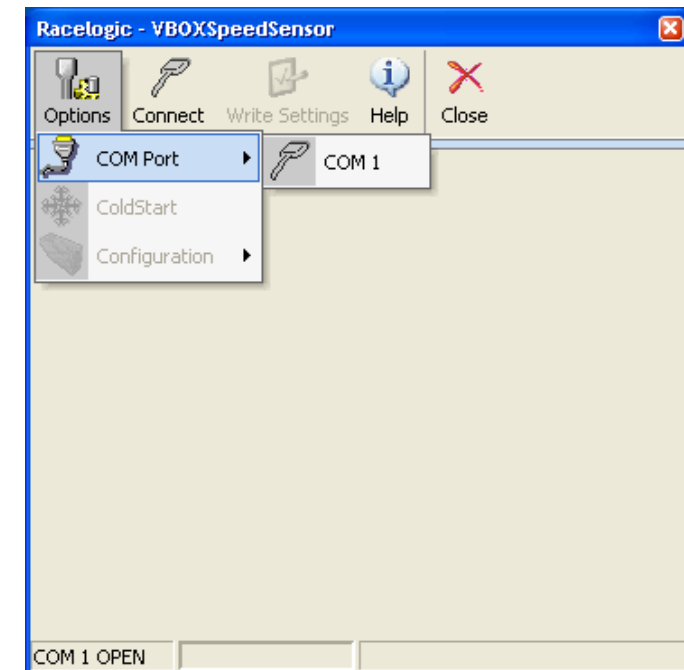 Racelogic - VBOXSpeedSensor
Options Connect Write Settings Help Close
COM Port COM 1
ColdStart
Configuration
COM 1 OPEN